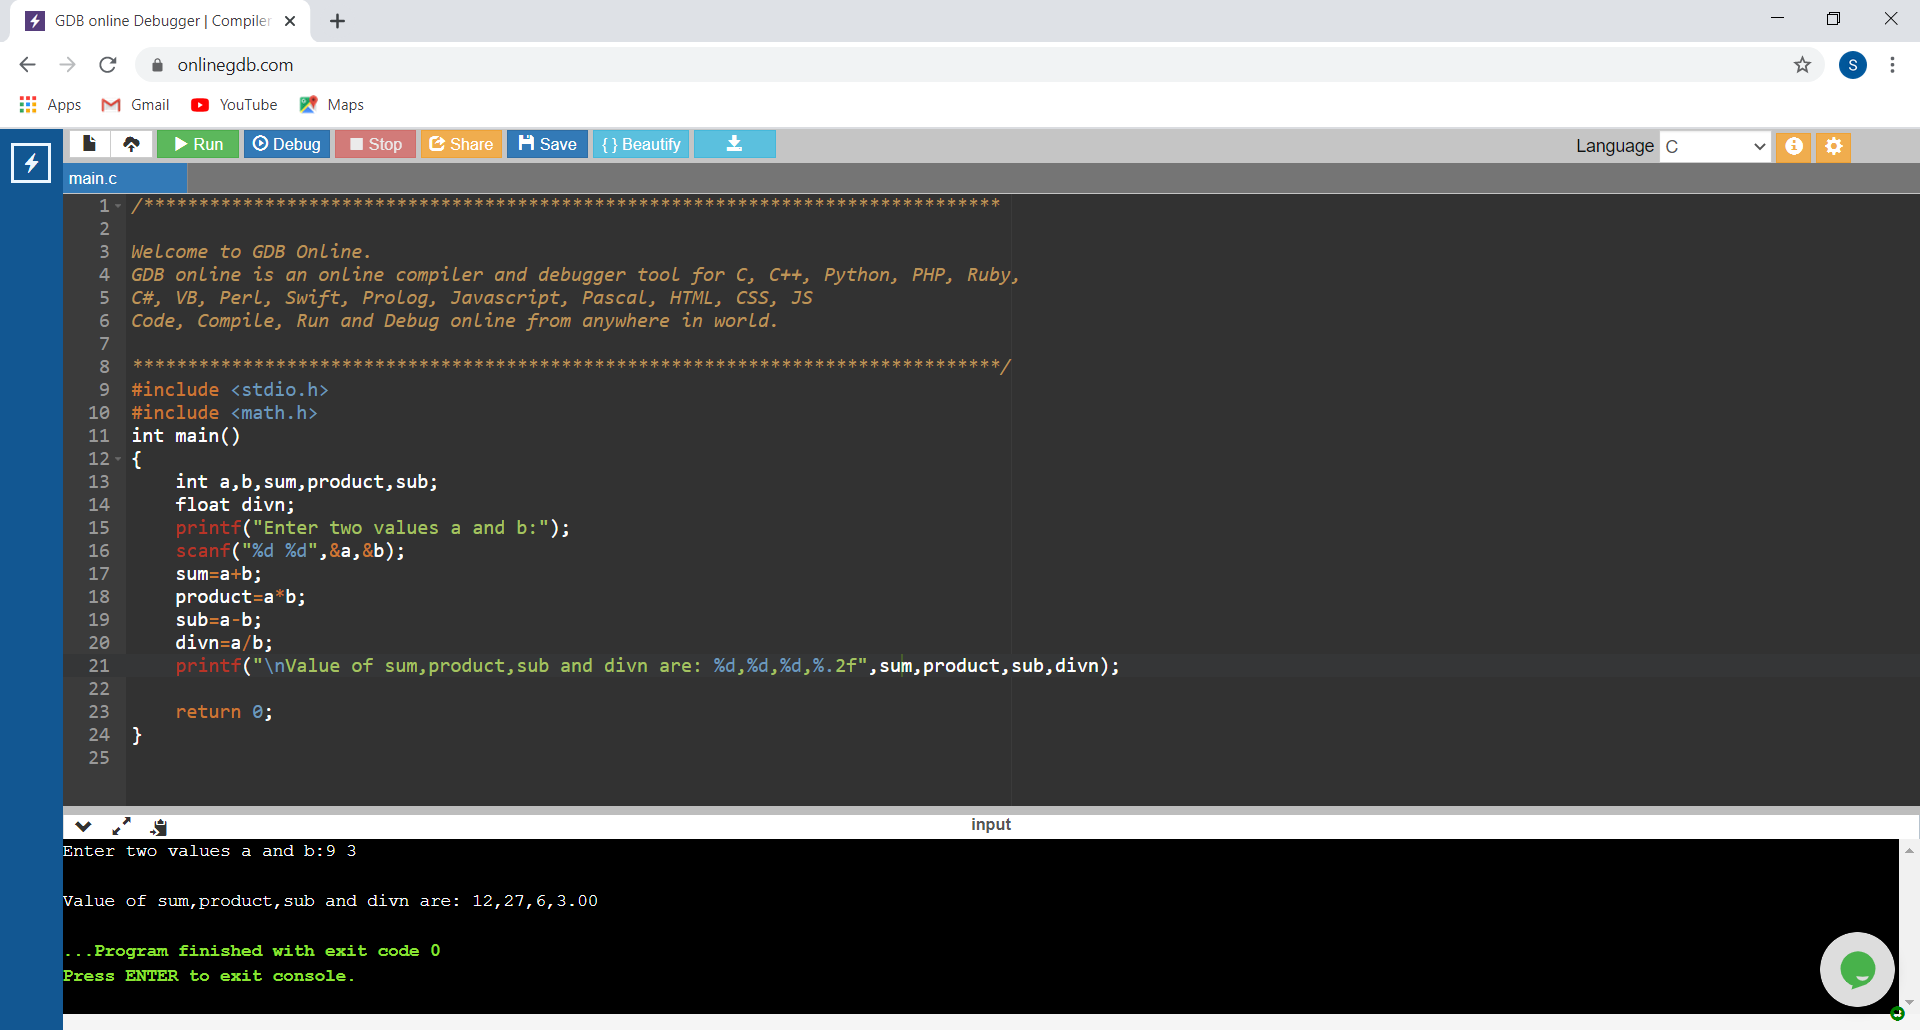 GDB online Debugger | Compiler
onlinegdb.com
S
Apps Gmail YouTube Maps
Run Debug Stop Share Save { } Beautify Language C
main.c
1 /******************************************************************************
2
3 Welcome to GDB Online.
4 GDB online is an online compiler and debugger tool for C, C++, Python, PHP, Ruby,
5 C#, VB, Perl, Swift, Prolog, Javascript, Pascal, HTML, CSS, JS
6 Code, Compile, Run and Debug online from anywhere in world.
7
8 *******************************************************************************/
9 #include <stdio.h>
10 #include <math.h>
11 int main()
12 {
13     int a,b,sum,product,sub;
14     float divn;
15     printf("Enter two values a and b:");
16     scanf("%d %d",&a,&b);
17     sum=a+b;
18     product=a*b;
19     sub=a-b;
20     divn=a/b;
21     printf("\nValue of sum,product,sub and divn are: %d,%d,%d,%.2f",sum,product,sub,divn);
22
23     return 0;
24 }
25
input
Enter two values a and b:9 3
Value of sum,product,sub and divn are: 12,27,6,3.00
...Program finished with exit code 0
Press ENTER to exit console.